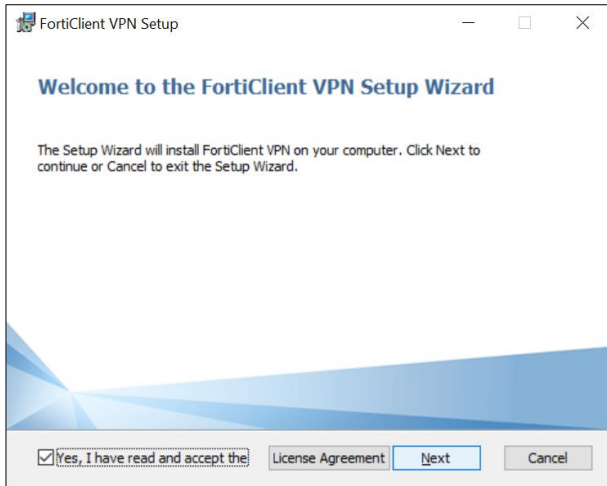 FortiClient VPN Setup
Welcome to the FortiClient VPN Setup Wizard
The Setup Wizard will install FortiClient VPN on your computer. Click Next to
continue or Cancel to exit the Setup Wizard.
Yes, I have read and accept the License Agreement Next Cancel